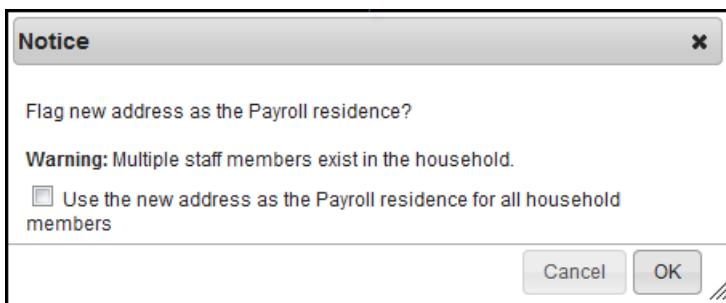 Notice
Flag new address as the Payroll residence?
Warning: Multiple staff members exist in the household.
Use the new address as the Payroll residence for all household
members
Cancel OK